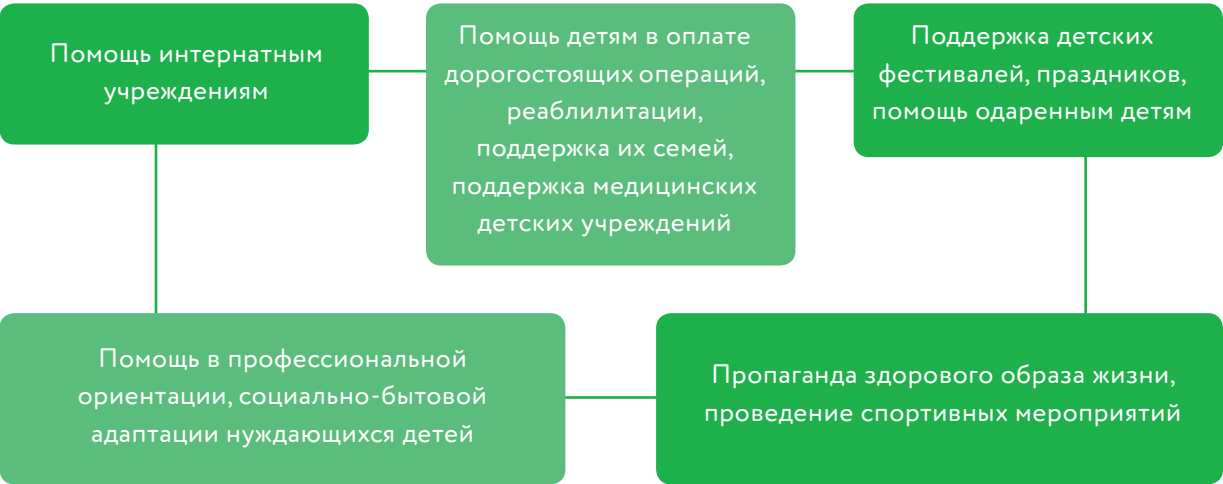 Помощь интернатным
учреждениям
Помощь детям в оплате
дорогостоящих операций,
реаблилитации,
поддержка их семей,
поддержка медицинских
детских учреждений
Поддержка детских
фестивалей, праздников,
помощь одаренным детям
Помощь в профессиональной
ориентации, социально-бытовой
адаптации нуждающихся детей
Пропаганда здорового образа жизни,
проведение спортивных мероприятий